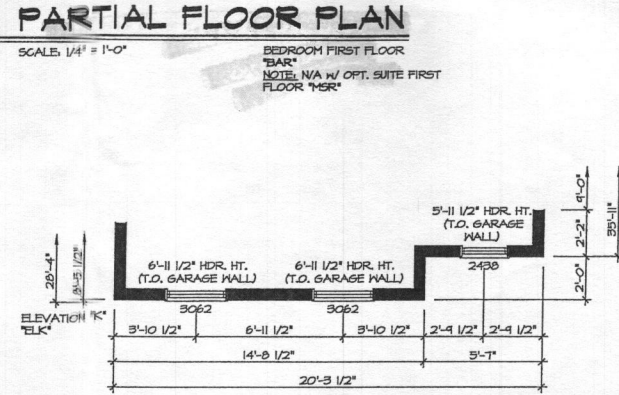 PARTIAL FLOOR PLAN
SCALE: 1/4" = 1'-0"
BEDROOM FIRST FLOOR
"BAR"
NOTE: N/A W/ OPT. SUITE FIRST
FLOOR "MSR"
5'-11 1/2" HDR. HT.
(T.O. GARAGE
WALL)
2438
9'-0"
2'-2"
35'-11"
2'-0"
6'-11 1/2" HDR. HT.
(T.O. GARAGE WALL)
3062
6'-11 1/2" HDR. HT.
(T.O. GARAGE WALL)
3062
28'-4"
ELEVATION "K"
"ELK"
3'-10 1/2"
6'-11 1/2"
3'-10 1/2"
2'-9 1/2"
2'-9 1/2"
14'-8 1/2"
5'-7"
20'-3 1/2"